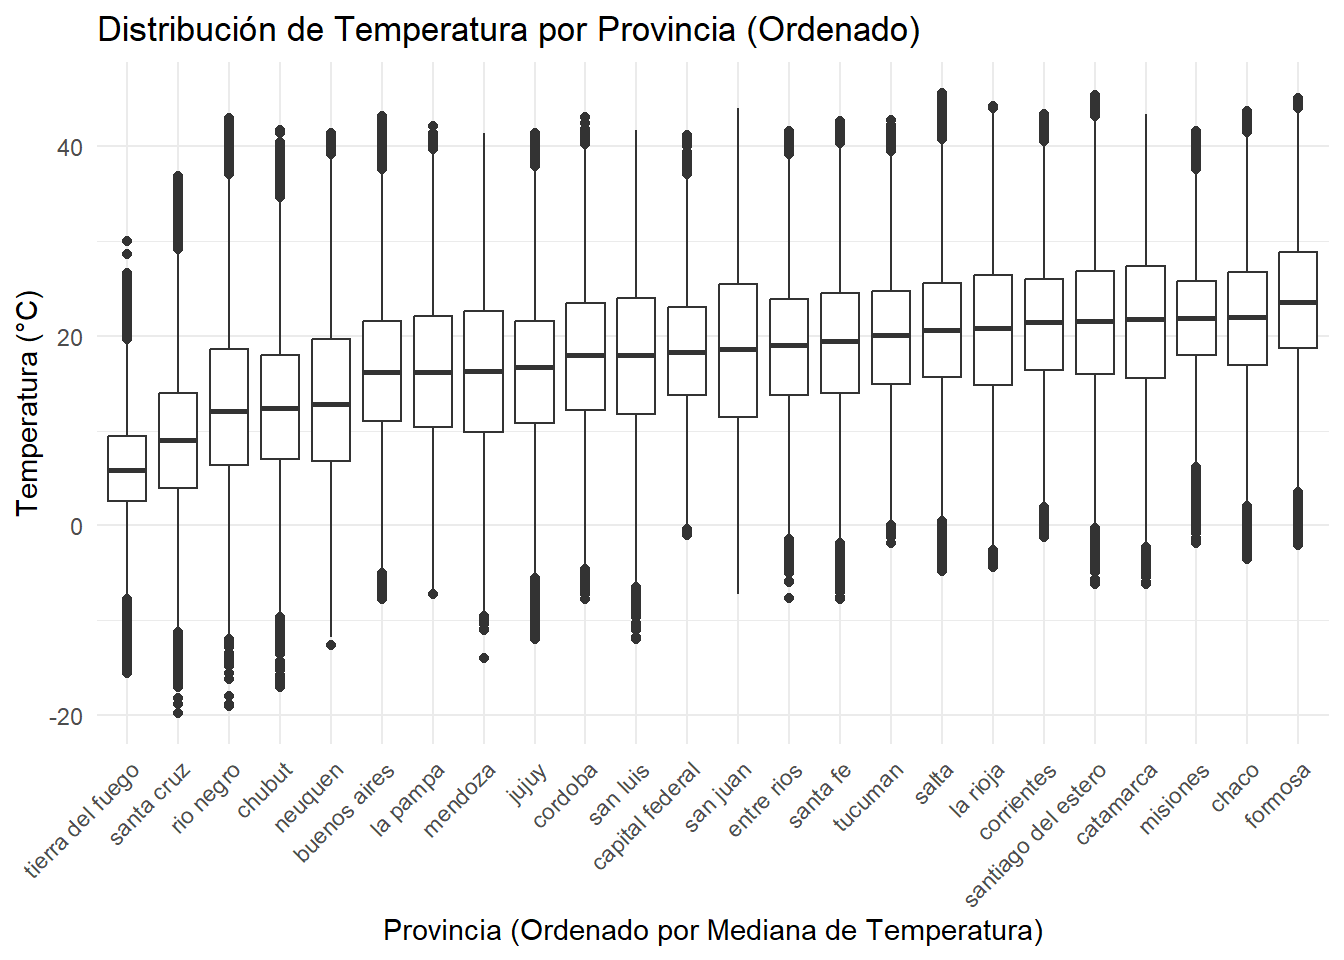 Distribución de Temperatura por Provincia (Ordenado)
Temperatura (°C)
40
20
0
-20
tierra del fuego
santa cruz
rio negro
chubut
neuquen
buenos aires
la pampa
mendoza
jujuy
cordoba
san luis
capital federal
san juan
entre rios
santa fe
tucuman
salta
la rioja
corrientes
santiago del estero
catamarca
misiones
chaco
formosa
Provincia (Ordenado por Mediana de Temperatura)